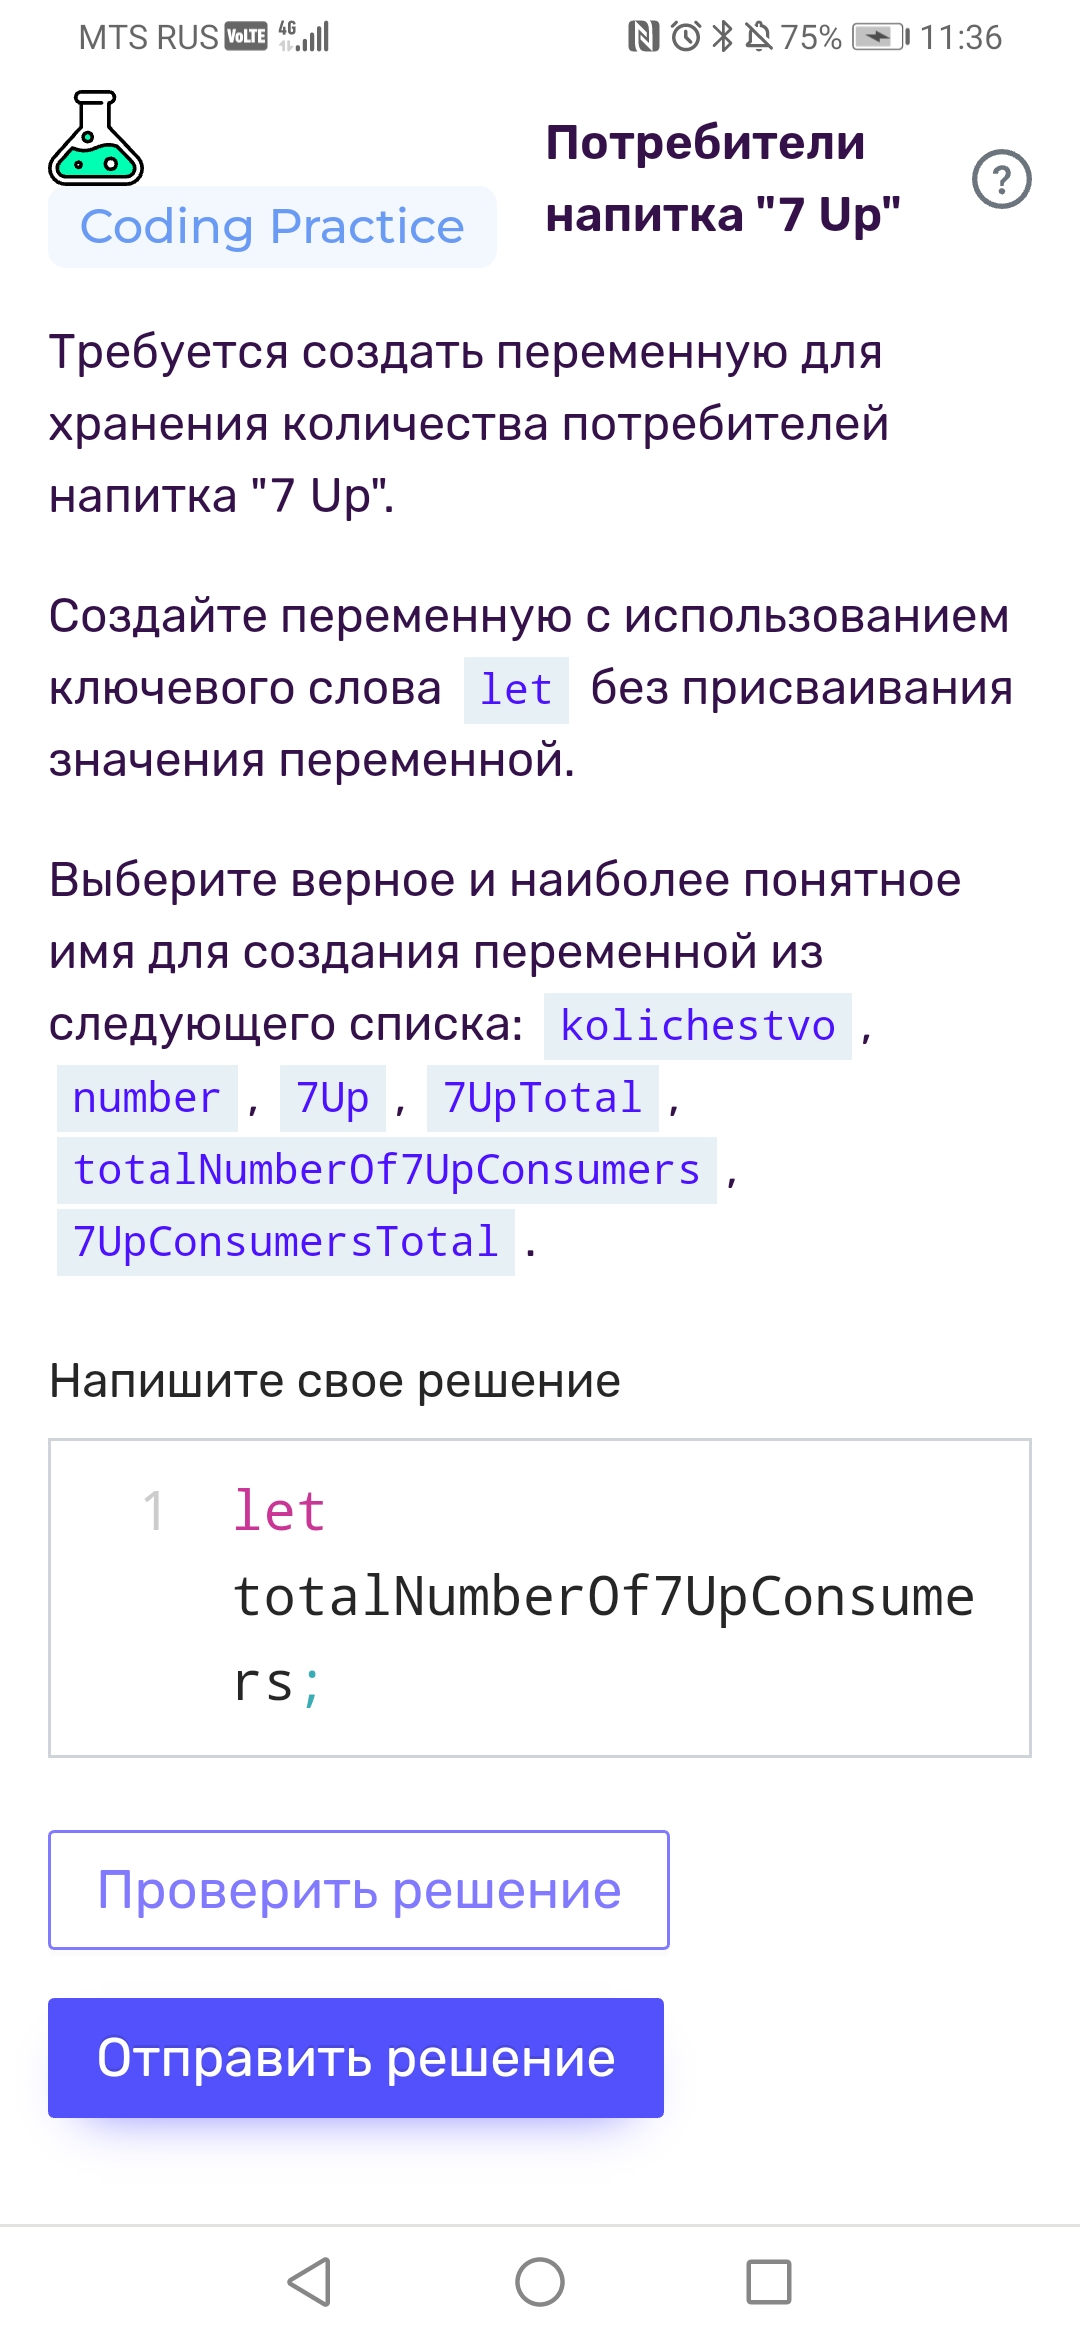 MTS RUS VoLTE 4G 75% 11:36
Coding Practice
Потребители
напитка "7 Up"
?
Требуется создать переменную для
хранения количества потребителей
напитка "7 Up".
Создайте переменную с использованием
ключевого слова let без присваивания
значения переменной.
Выберите верное и наиболее понятное
имя для создания переменной из
следующего списка: kolichestvo ,
number , 7Up , 7UpTotal ,
totalNumberOf7UpConsumers ,
7UpConsumersTotal .
Напишите свое решение
1 let
totalNumberOf7UpConsume
rs;
Проверить решение
Отправить решение